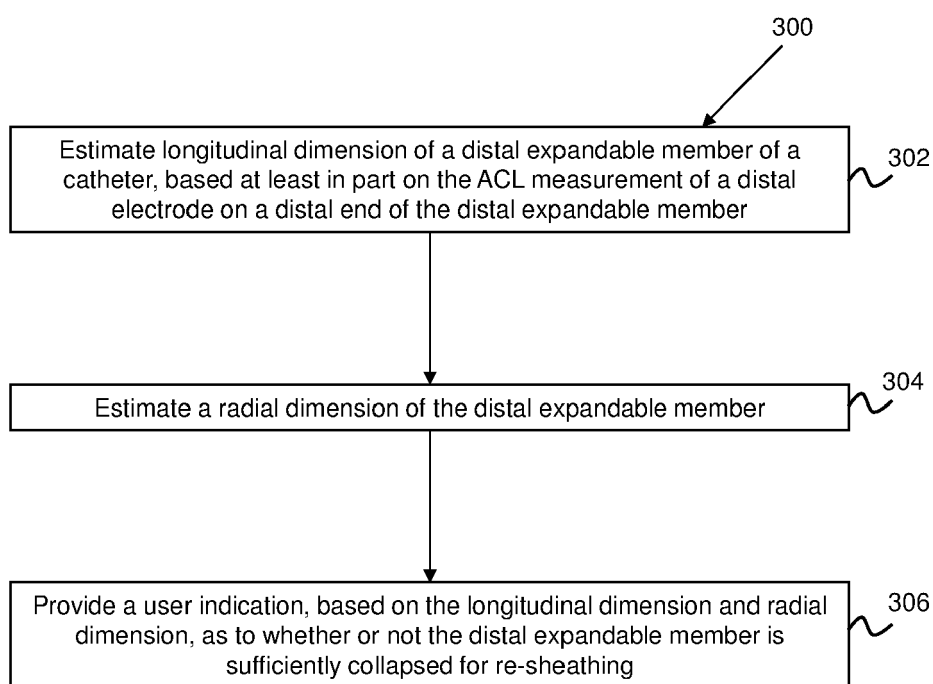 300
Estimate longitudinal dimension of a distal expandable member of a
catheter, based at least in part on the ACL measurement of a distal
electrode on a distal end of the distal expandable member
302
Estimate a radial dimension of the distal expandable member
304
Provide a user indication, based on the longitudinal dimension and radial
dimension, as to whether or not the distal expandable member is
sufficiently collapsed for re-sheathing
306